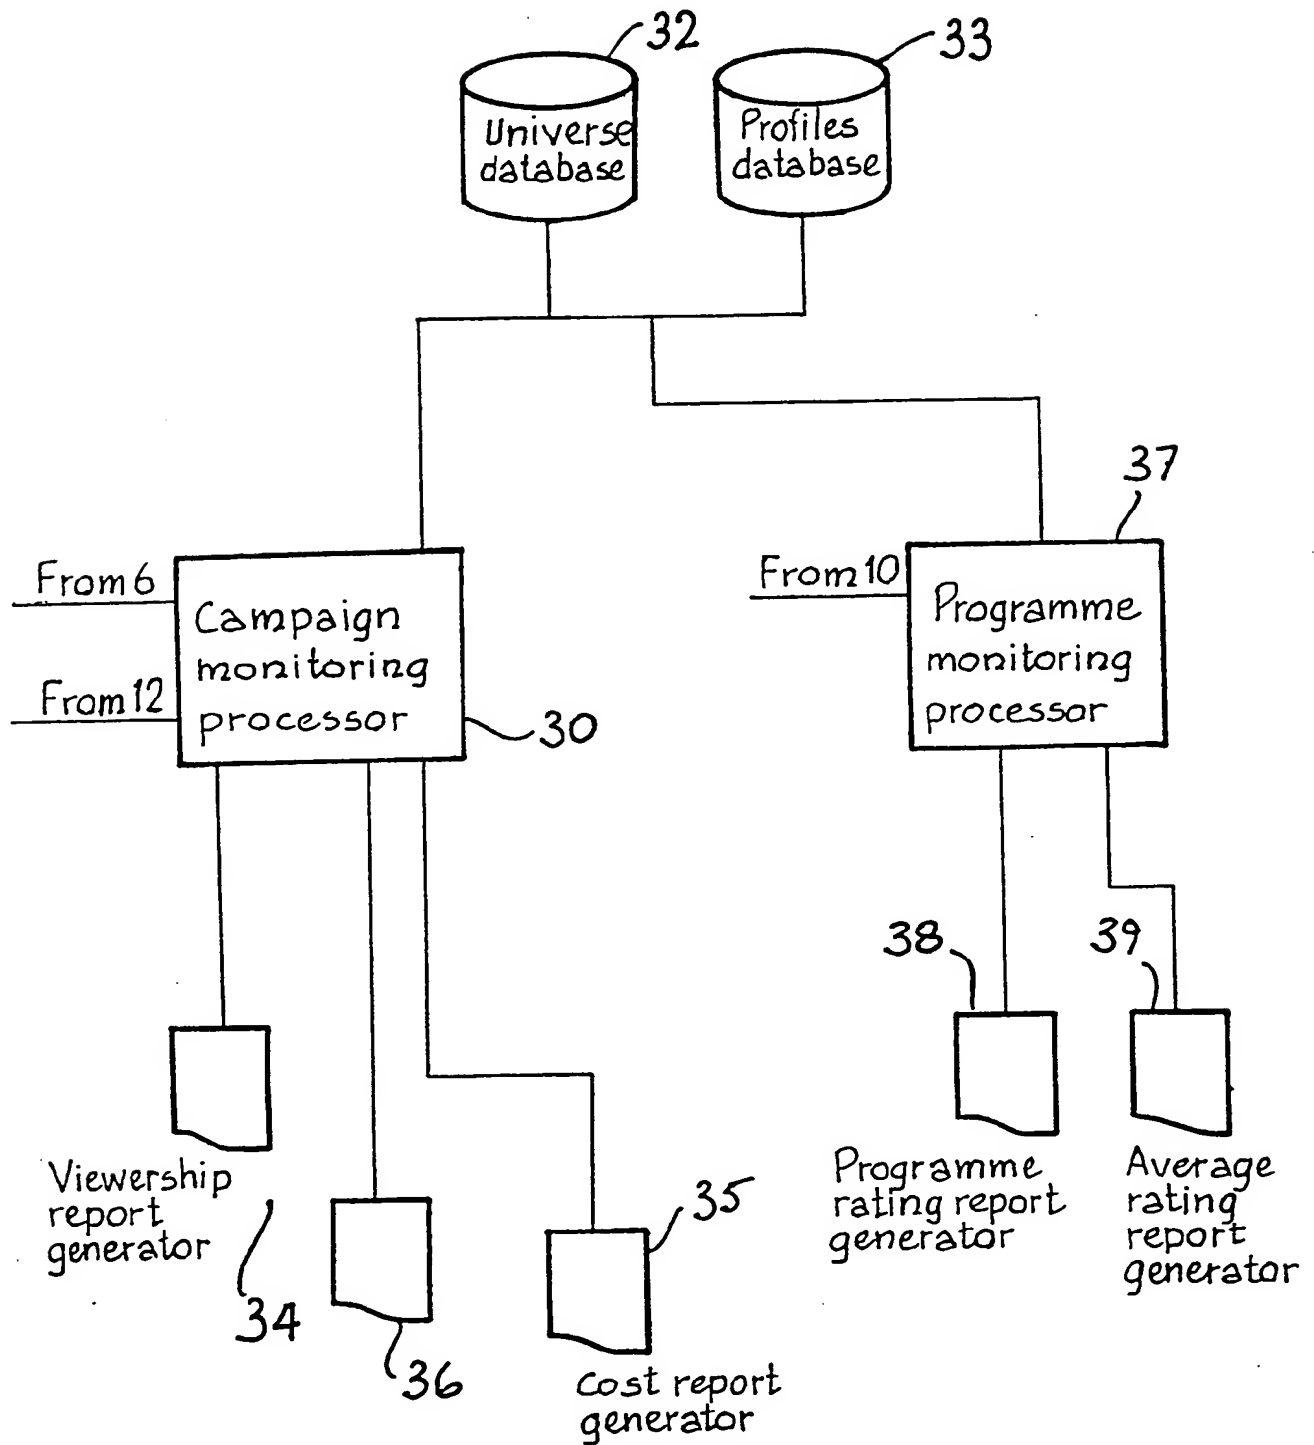 32
33
Universe
database
Profiles
database
37
From 6
From 10
Campaign
monitoring
processor
Programme
monitoring
processor
From 12
30
38
39
Viewership
report
generator
34
36
35
Cost report
generator
Programme
rating report
generator
Average
rating
report
generator